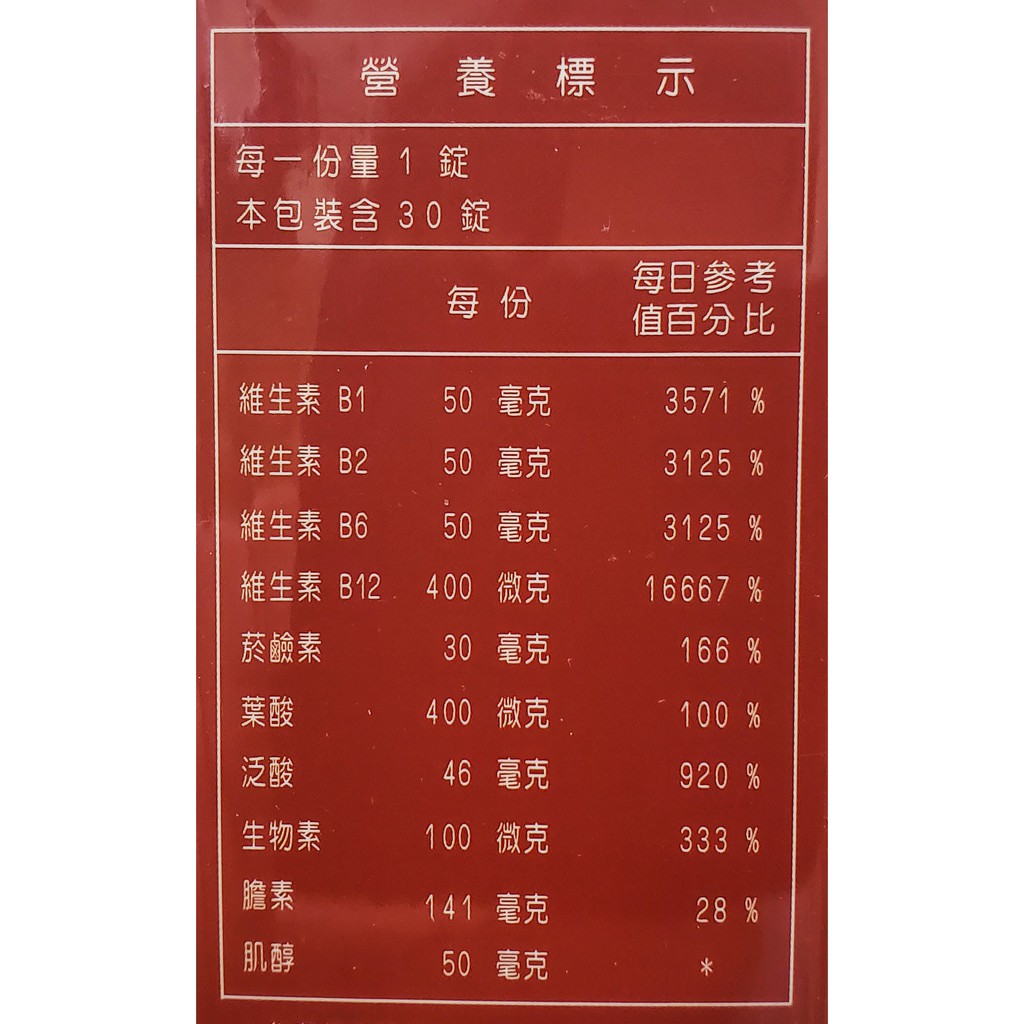 營養標示
每一份量 1 錠
本包裝含 30 錠
每份 每日參考值百分比
維生素 B1 50 毫克 3571 %
維生素 B2 50 毫克 3125 %
維生素 B6 50 毫克 3125 %
維生素 B12 400 微克 16667 %
菸鹼素 30 毫克 166 %
葉酸 400 微克 100 %
泛酸 46 毫克 920 %
生物素 100 微克 333 %
膽素 141 毫克 28 %
肌醇 50 毫克 *